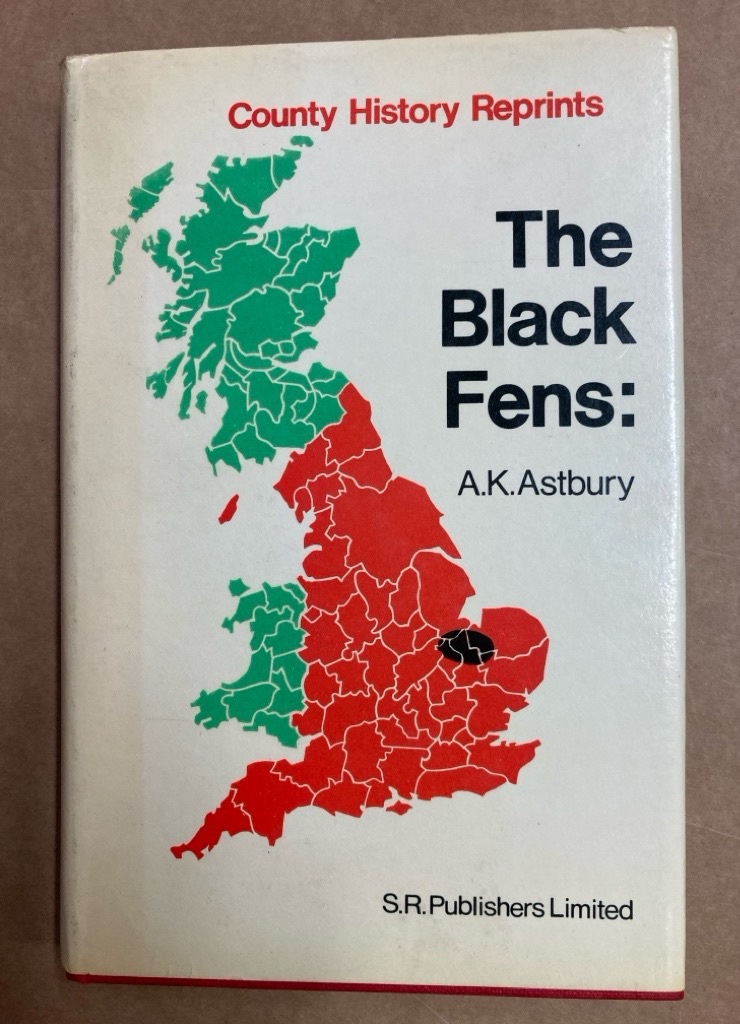 County History Reprints
The
Black
Fens:
A.K.Astbury
S.R.Publishers Limited